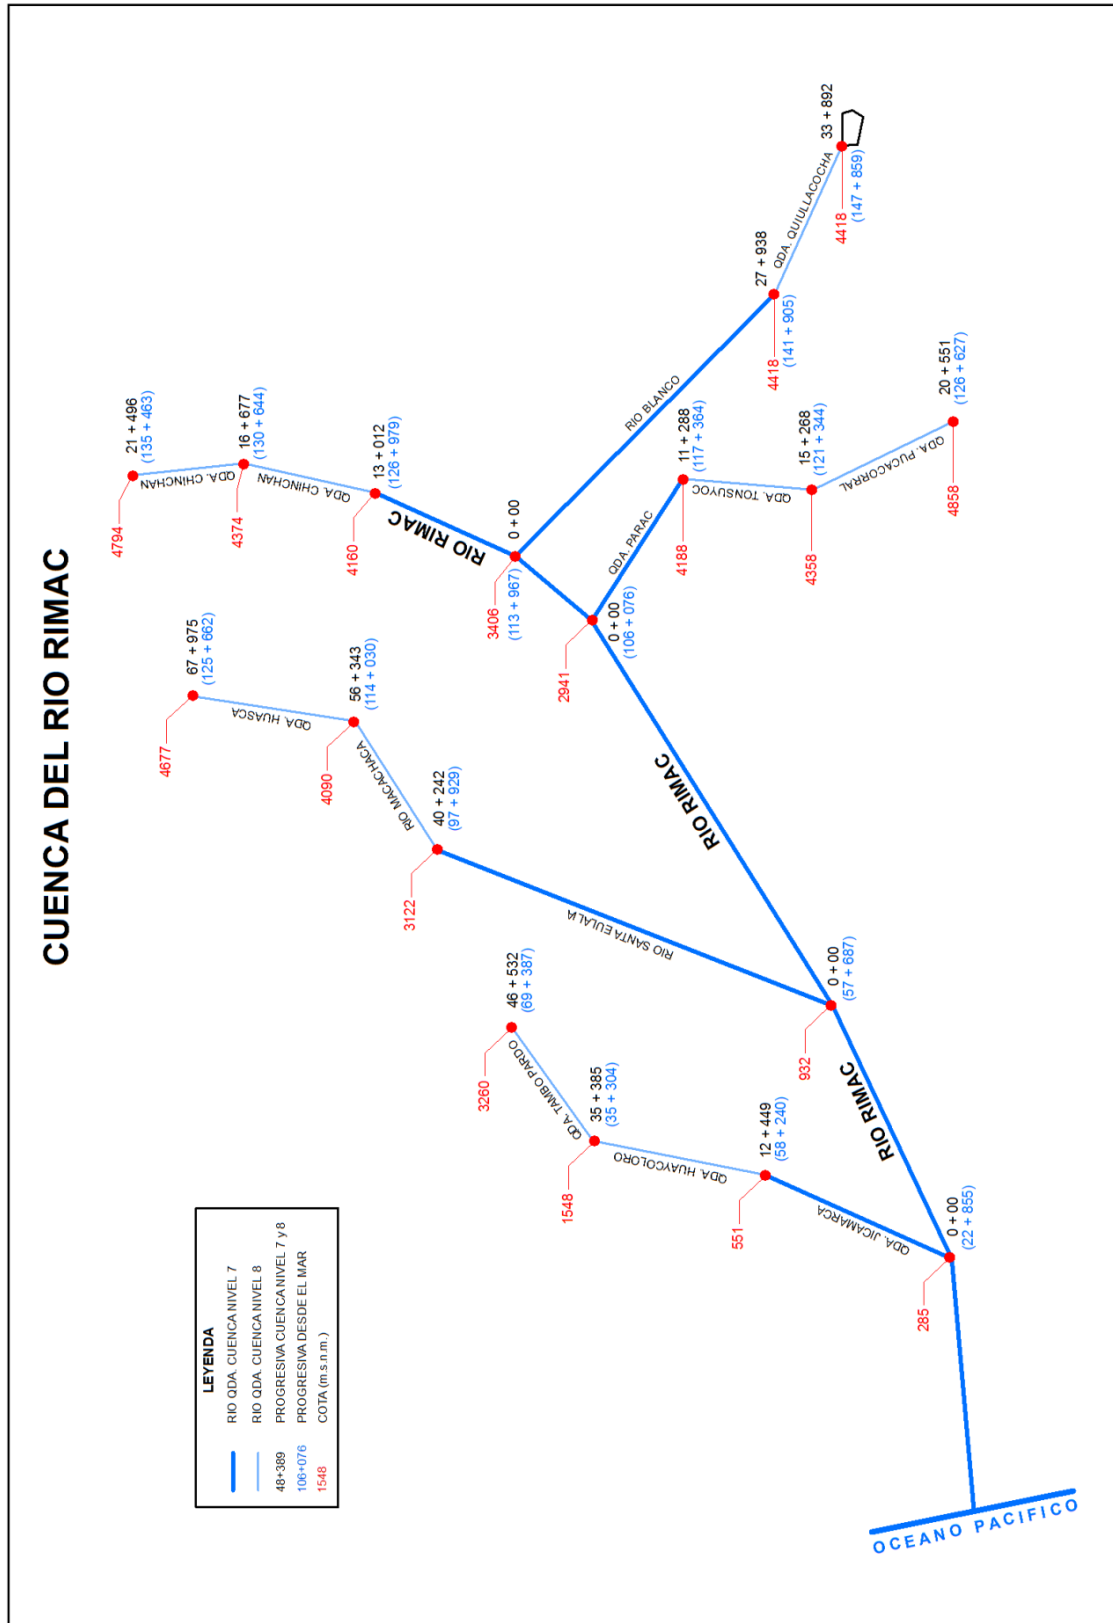 CUENCA DEL RIO RIMAC
4794
21 + 496
(135 + 463)
QDA. CHINCHAN
4374
16 + 677
(130 + 644)
QDA. CHINCHAN
4160
13 + 012
(126 + 979)
RIO RIMAC
3406
0 + 00
(113 + 967)
RIO BLANCO
4418
27 + 938
(141 + 905)
QDA. QUIULLACOCHA
33 + 892
4418
(147 + 859)
2941
0 + 00
(106 + 076)
QDA. PARAC
4188
11 + 288
(117 + 364)
QDA. TONSUYOC
4358
15 + 268
(121 + 344)
QDA. PUCACORRAL
4858
20 + 551
(126 + 627)
4677
67 + 975
(125 + 662)
QDA. HUASCA
4090
56 + 343
(114 + 030)
RIO MACACHACA
3122
40 + 242
(97 + 929)
RIO SANTA EULALIA
RIO RIMAC
932
0 + 00
(57 + 687)
3260
46 + 532
(69 + 387)
QDA. TAMBO PARDO
1548
35 + 385
(35 + 304)
QDA. HUAYCOLORO
551
12 + 449
(58 + 240)
QDA. JICAMARCA
RIO RIMAC
285
0 + 00
(22 + 855)
OCEANO PACIFICO
LEYENDA
RIO QDA. CUENCA NIVEL 7
RIO QDA. CUENCA NIVEL 8
48+389 PROGRESIVA CUENCA NIVEL 7 y 8
106+076 PROGRESIVA DESDE EL MAR
1548 COTA (m.s.n.m.)